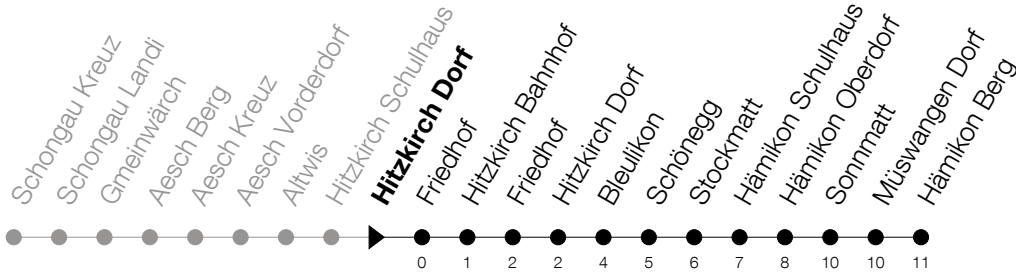 Schongau Kreuz
Schongau Landi
Gmeinwärch
Aesch Berg
Aesch Kreuz
Aesch Vorderdorf
Altwis
Hitzkirch Schulhaus
Hitzkirch Dorf
Friedhof
Hitzkirch Bahnhof
Friedhof
Hitzkirch Dorf
Bleulikon
Schönegg
Stockmatt
Hämikon Schulhaus
Hämikon Oberdorf
Sonnmatt
Müswangen Dorf
Hämikon Berg
0 1 2 2 4 5 6 7 8 10 10 11